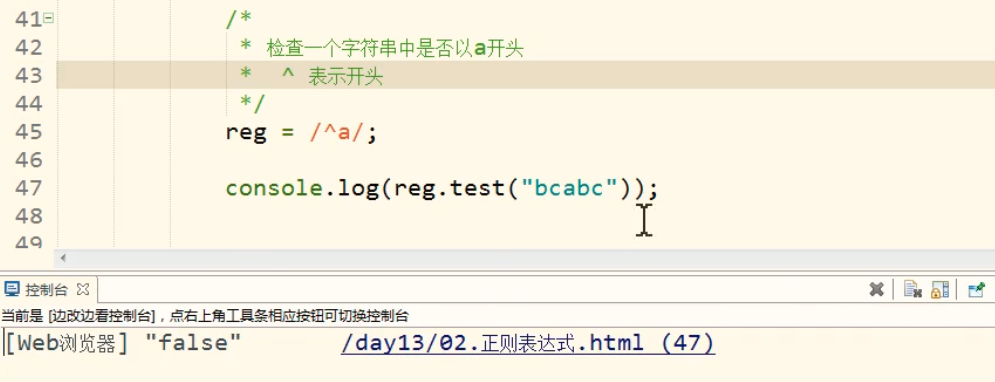 41 /*
42 * 检查一个字符串中是否以a开头
43 * ^ 表示开头
44 */
45 reg = /^a/;
46
47 console.log(reg.test("bcabc"));
48
49
控制台
当前是 [边改边看控制台]，点右上角工具条相应按钮可切换控制台
[Web浏览器] "false" /day13/02.正则表达式.html (47)